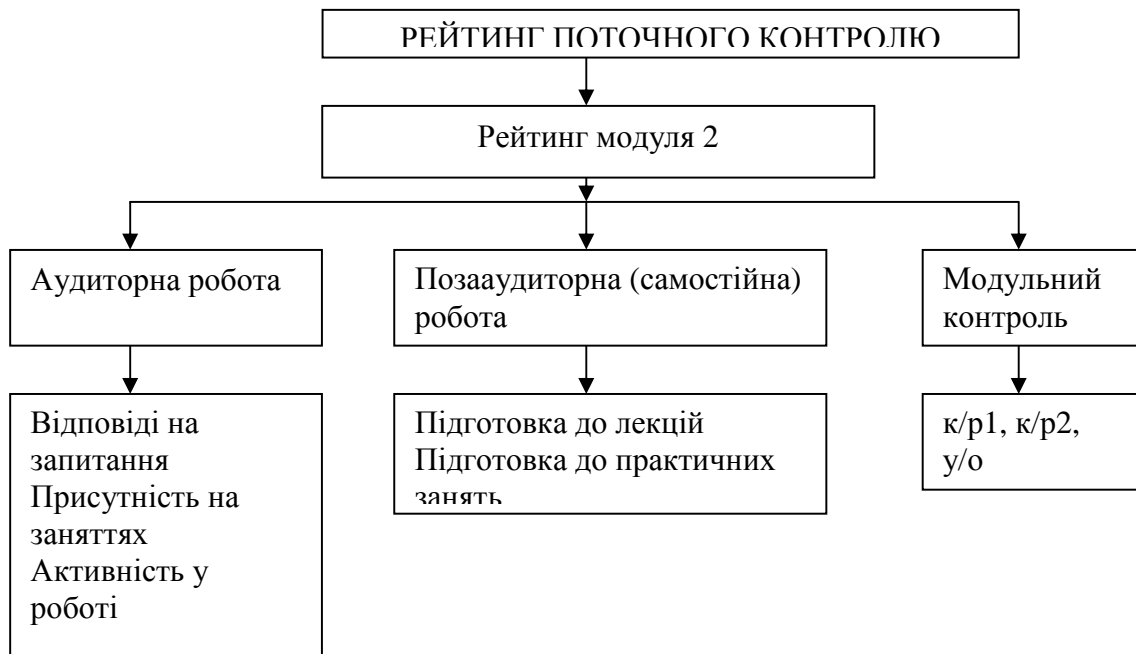 РЕЙТИНГ ПОТОЧНОГО КОНТРОЛЮ
Рейтинг модуля 2
Аудиторна робота
Позааудиторна (самостійна)
робота
Модульний
контроль
Відповіді на
запитання
Присутність на
заняттях
Активність у
роботі
Підготовка до лекцій
Підготовка до практичних
занять
к/р1, к/р2,
у/о